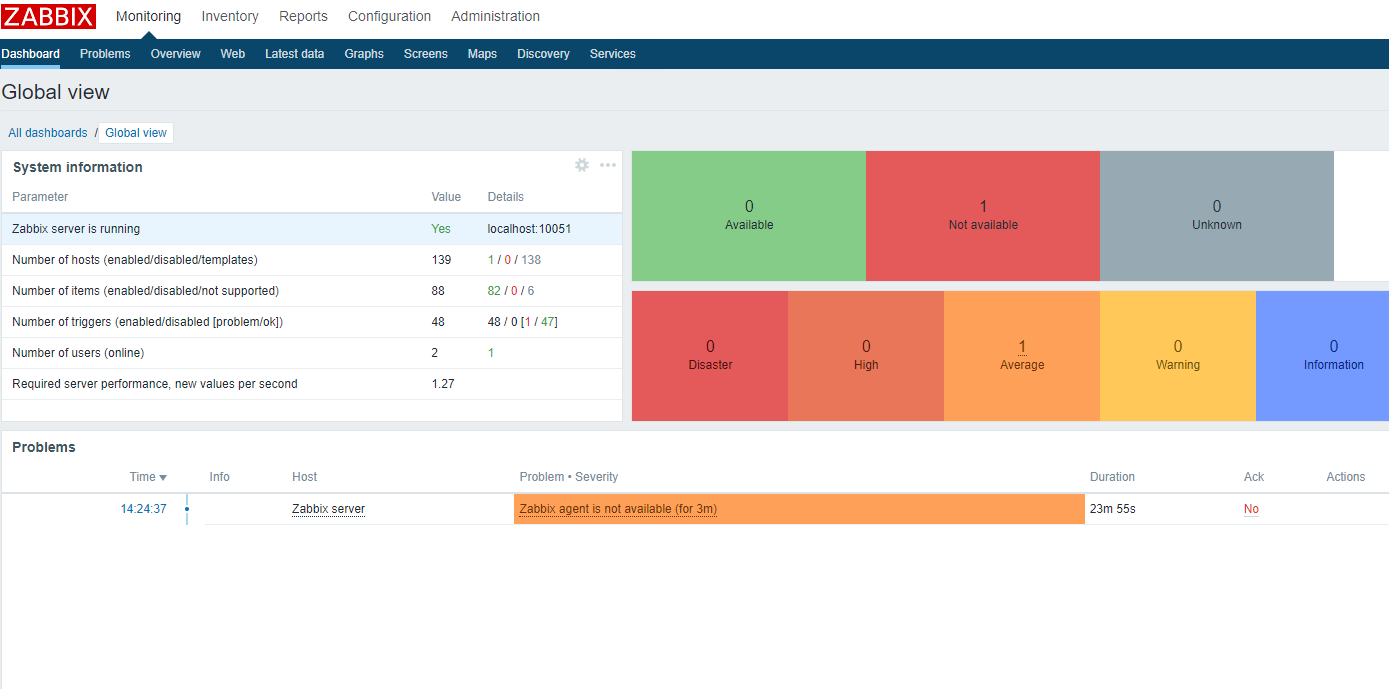 ZABBIX Monitoring Inventory Reports Configuration Administration
Dashboard Problems Overview Web Latest data Graphs Screens Maps Discovery Services
Global view
All dashboards / Global view
System information
Parameter Value Details
Zabbix server is running Yes localhost:10051
Number of hosts (enabled/disabled/templates) 139 1 / 0 / 138
Number of items (enabled/disabled/not supported) 88 82 / 0 / 6
Number of triggers (enabled/disabled [problem/ok]) 48 48 / 0 [1 / 47]
Number of users (online) 2 1
Required server performance, new values per second 1.27
0 1 0
Available Not available Unknown
0 0 1 0 0
Disaster High Average Warning Information
Problems
Time Info Host Problem • Severity Duration Ack Actions
14:24:37 Zabbix server Zabbix agent is not available (for 3m) 23m 55s No